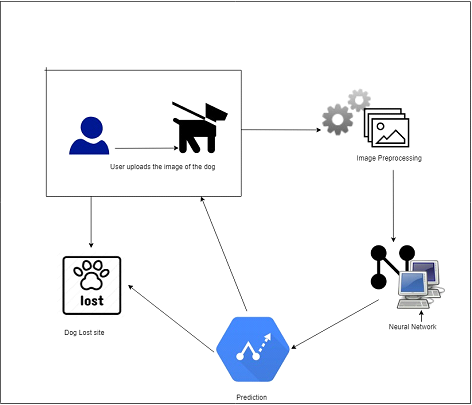 User uploads the image of the dog
Image Preprocessing
lost
Dog Lost site
Neural Network
Prediction